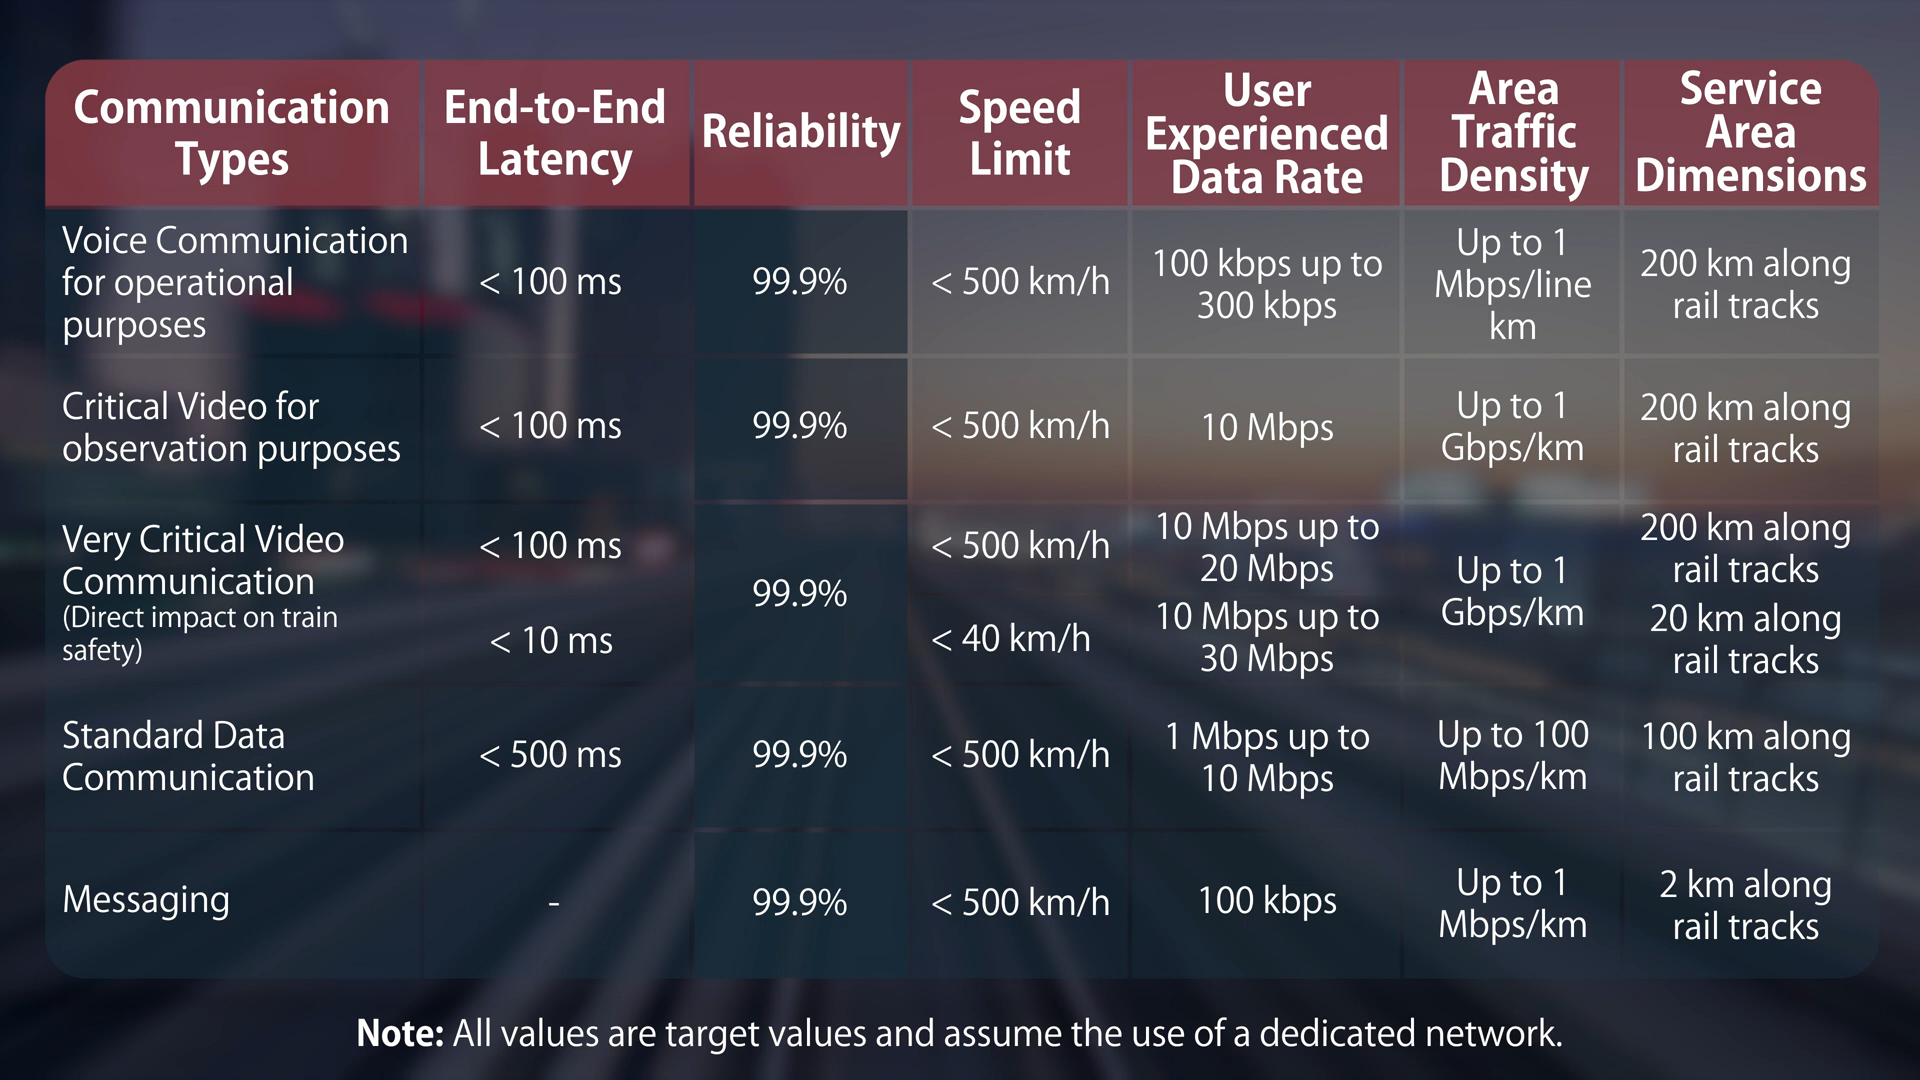 Communication
Types
End-to-End
Latency
Reliability
Speed
Limit
User
Experienced
Data Rate
Area
Traffic
Density
Service
Area
Dimensions
Voice Communication
for operational
purposes
< 100 ms
99.9%
< 500 km/h
100 kbps up to
300 kbps
Up to 1
Mbps/line
km
200 km along
rail tracks
Critical Video for
observation purposes
< 100 ms
99.9%
< 500 km/h
10 Mbps
Up to 1
Gbps/km
200 km along
rail tracks
Very Critical Video
Communication
(Direct impact on train
safety)
< 100 ms
< 10 ms
99.9%
< 500 km/h
< 40 km/h
10 Mbps up to
20 Mbps
10 Mbps up to
30 Mbps
Up to 1
Gbps/km
200 km along
rail tracks
20 km along
rail tracks
Standard Data
Communication
< 500 ms
99.9%
< 500 km/h
1 Mbps up to
10 Mbps
Up to 100
Mbps/km
100 km along
rail tracks
Messaging
-
99.9%
< 500 km/h
100 kbps
Up to 1
Mbps/km
2 km along
rail tracks
Note: All values are target values and assume the use of a dedicated network.